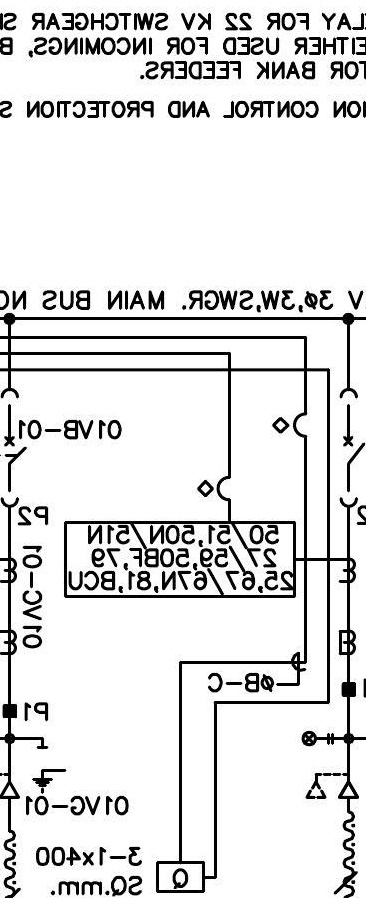 LAY FOR 22 KV SWITCHGEAR
EITHER USED FOR INCOMINGS, B
TOR BANK FEEDERS.
ION CONTROL AND PROTECTION S
V 3Ø,3W,SWGR. MAIN BUS NO
01VB-01
P2
50/51,50N/51N
27/59,50BF,79
25,67/67N,81,BCU
01VC-01
ØB-C
P1
01VG-01
3-1x400
SQ.mm.
Q